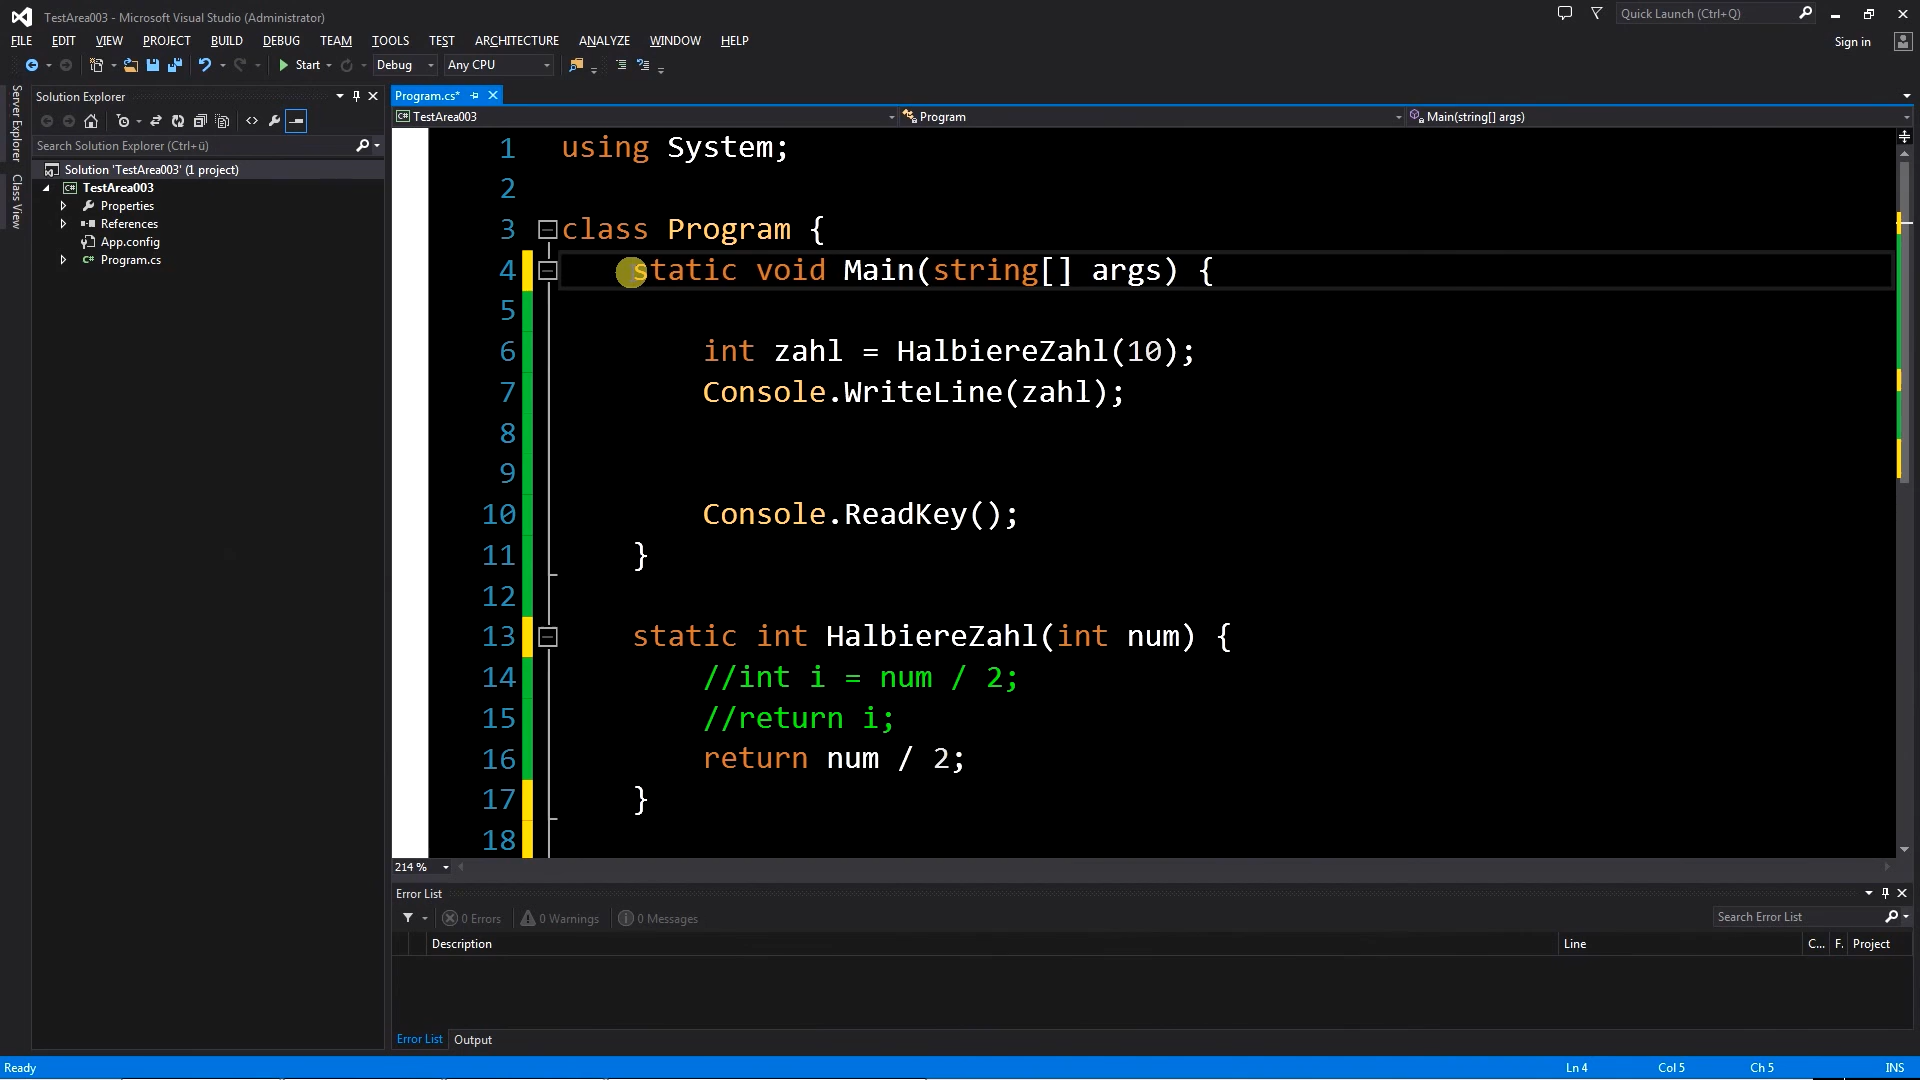 TestArea003 - Microsoft Visual Studio (Administrator)
Quick Launch (Ctrl+Q)
FILE EDIT VIEW PROJECT BUILD DEBUG TEAM TOOLS TEST ARCHITECTURE ANALYZE WINDOW HELP
Sign in
Start Debug Any CPU
Server Explorer
Class View
Solution Explorer
Search Solution Explorer (Ctrl+ü)
Solution 'TestArea003' (1 project)
TestArea003
Properties
References
App.config
Program.cs
Program.cs*
TestArea003 Program Main(string[] args)
1 using System;
2
3 class Program {
4 static void Main(string[] args) {
5
6 int zahl = HalbiereZahl(10);
7 Console.WriteLine(zahl);
8
9
10 Console.ReadKey();
11 }
12
13 static int HalbiereZahl(int num) {
14 //int i = num / 2;
15 //return i;
16 return num / 2;
17 }
18
214 %
Error List
0 Errors 0 Warnings 0 Messages
Search Error List
Description Line C... F. Project
Error List Output
Ready Ln 4 Col 5 Ch 5 INS